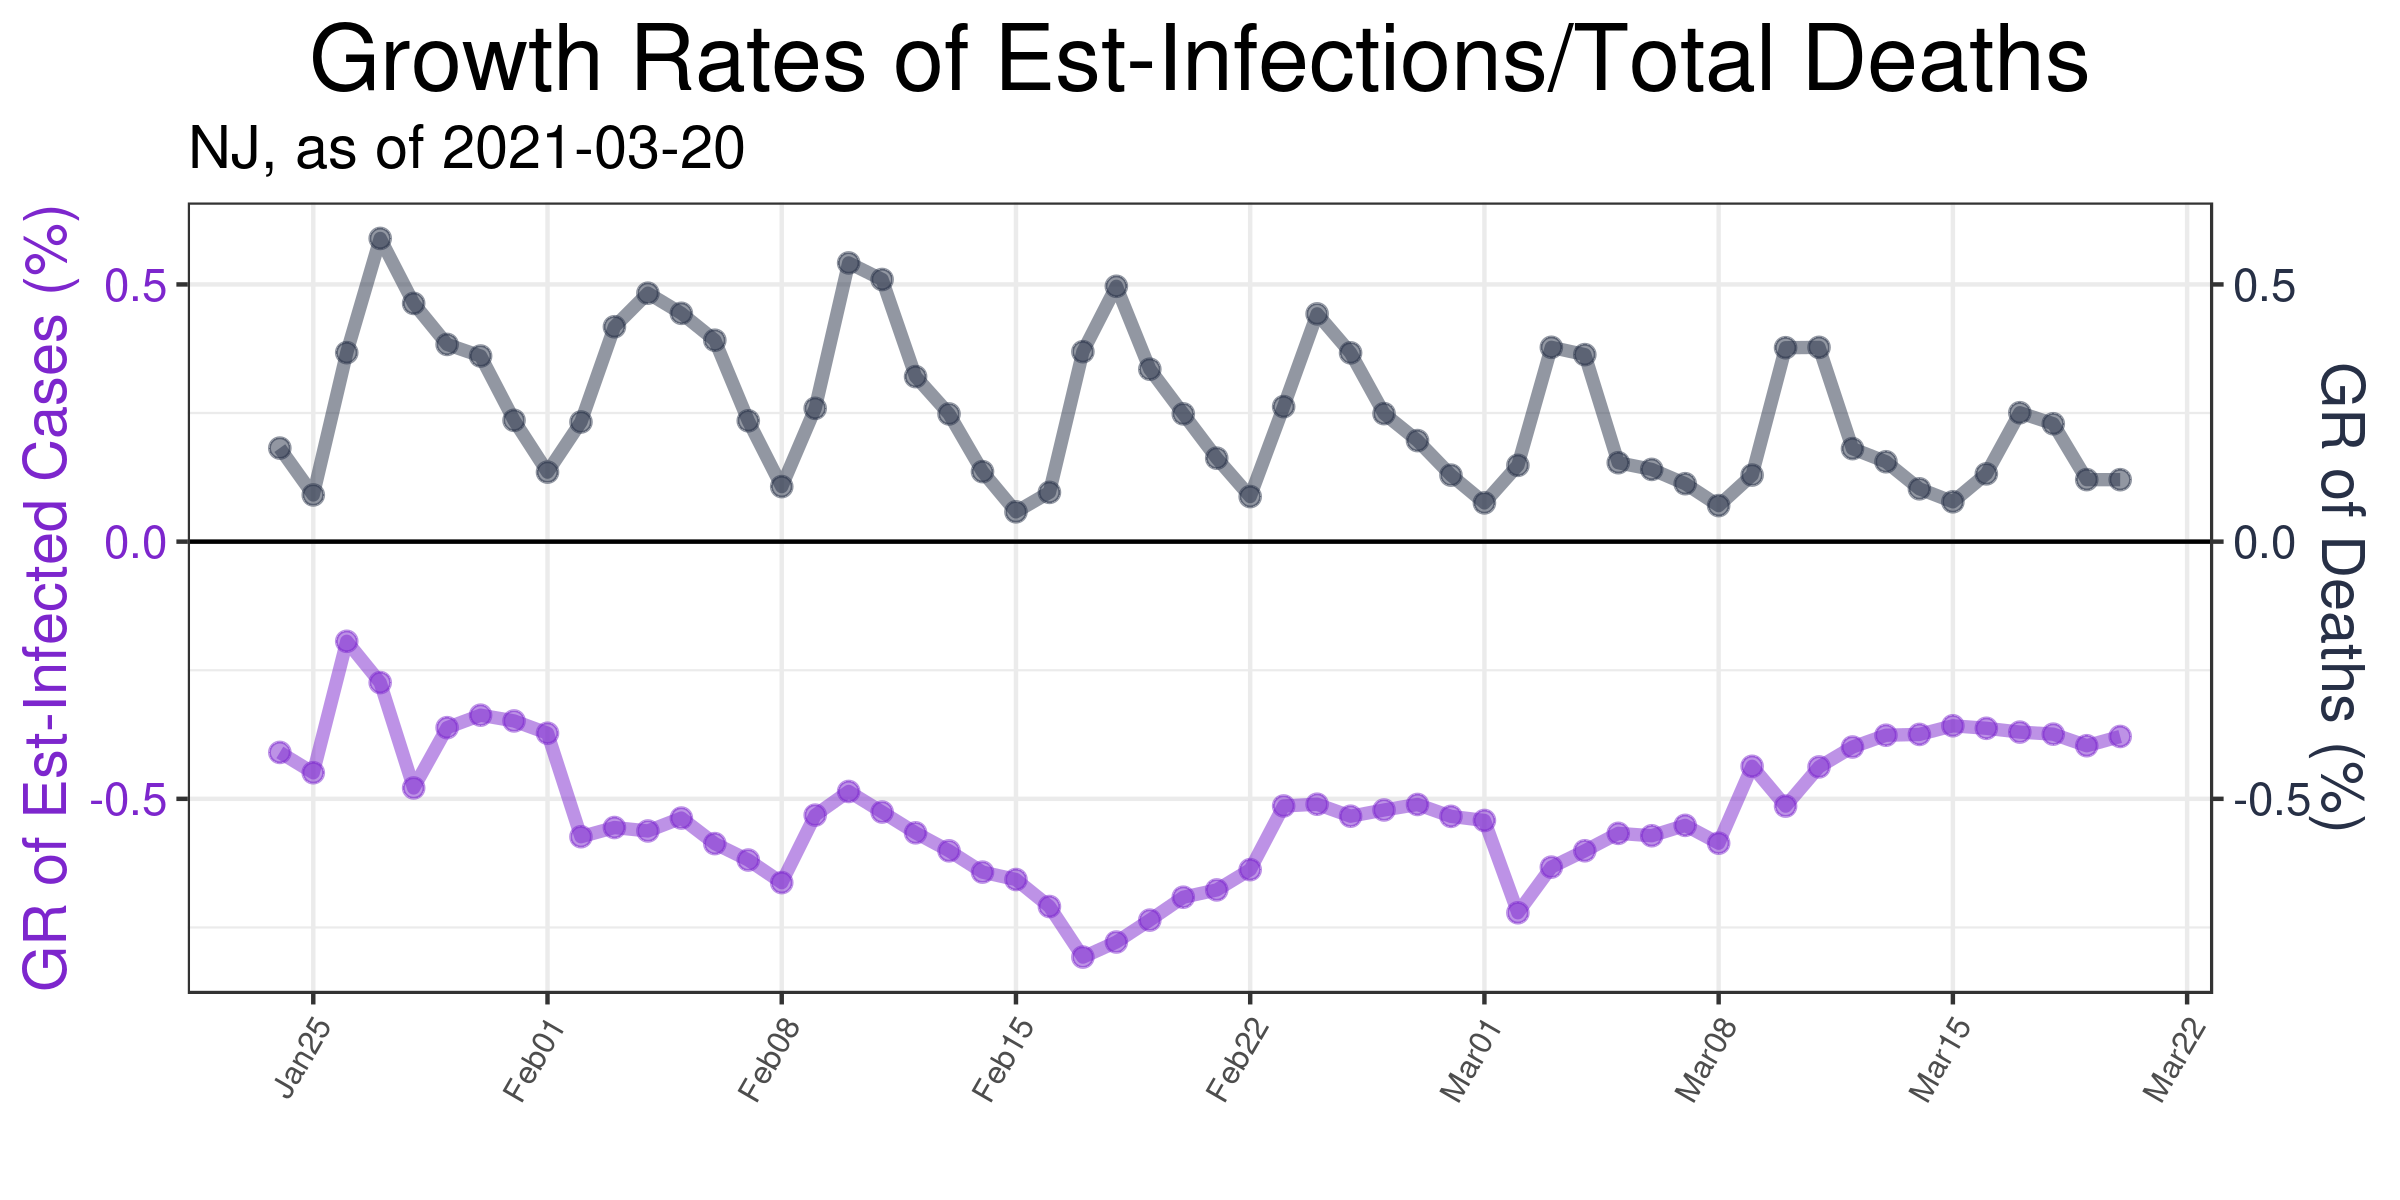 Growth Rates of Est-Infections/Total Deaths
NJ, as of 2021-03-20
GR of Est-Infected Cases (%)
0.5
0.0
-0.5
0.5
0.0
-0.5
GR of Deaths (%)
Jan25
Feb01
Feb08
Feb15
Feb22
Mar01
Mar08
Mar15
Mar22